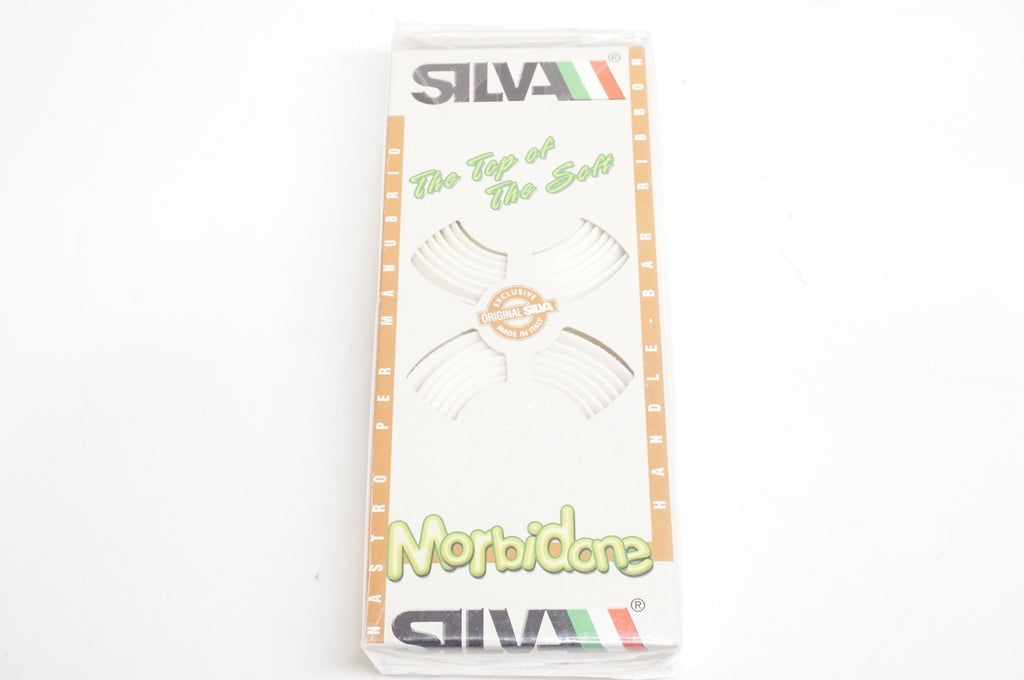 SILVA®
The Top of
The Soft
NASTRO PER MANUBRIO
HANDLE-BAR RIBBON
EXCLUSIVE
ORIGINAL SILVA
MADE IN ITALY
Morbidone
SILVA®